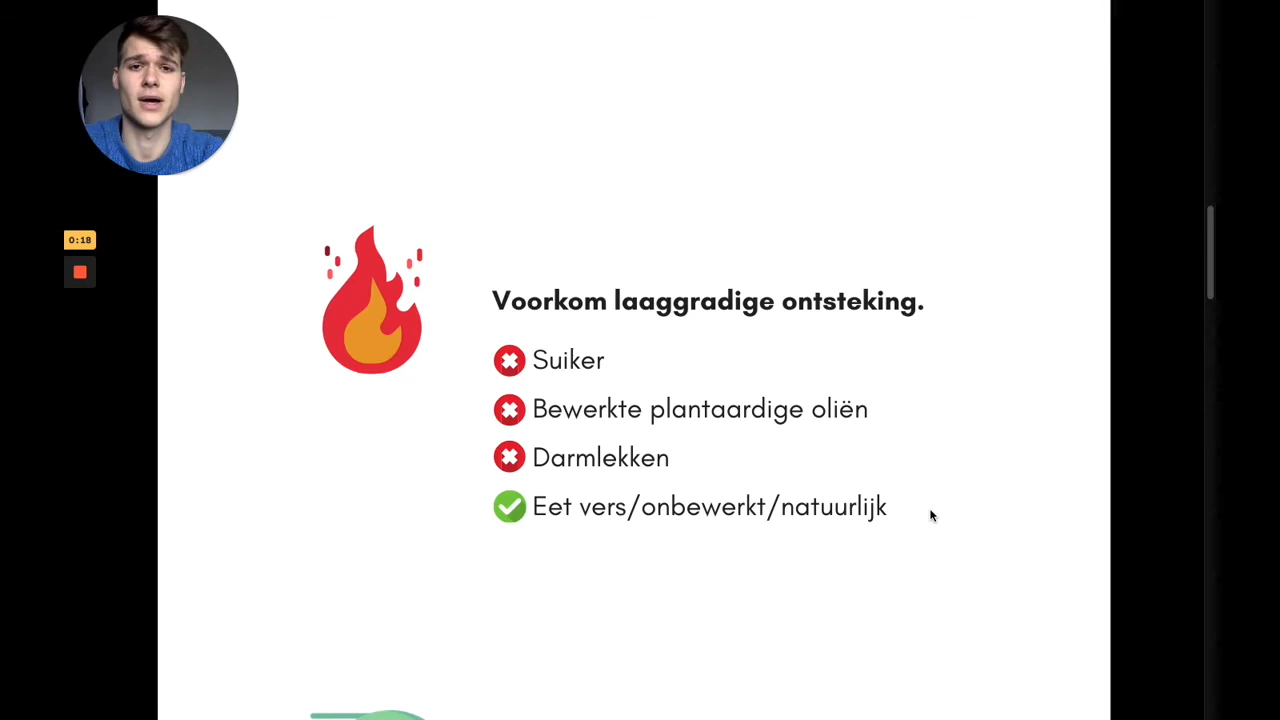 0:18
Voorkom laaggradige ontsteking.
Suiker
Bewerkte plantaardige oliën
Darmlekken
Eet vers/onbewerkt/natuurlijk